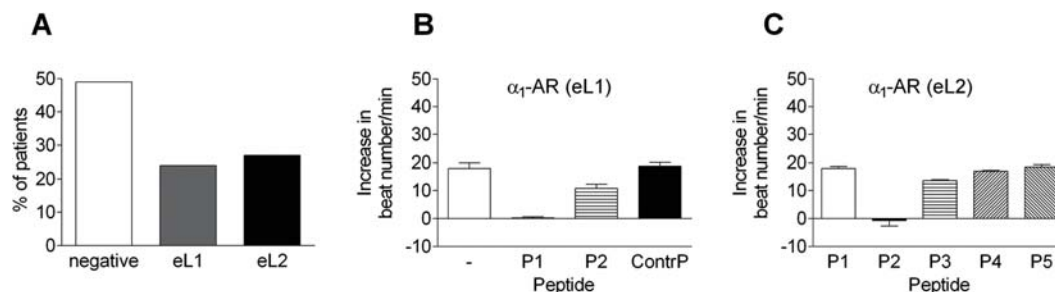 A
B
C
% of patients
50
40
30
20
10
0
negative eL1 eL2
Increase in
beat number/min
50
40
30
20
10
0
-10
α1-AR (eL1)
- P1 P2 ContrP
Peptide
Increase in
beat number/min
50
40
30
20
10
0
-10
α1-AR (eL2)
P1 P2 P3 P4 P5
Peptide